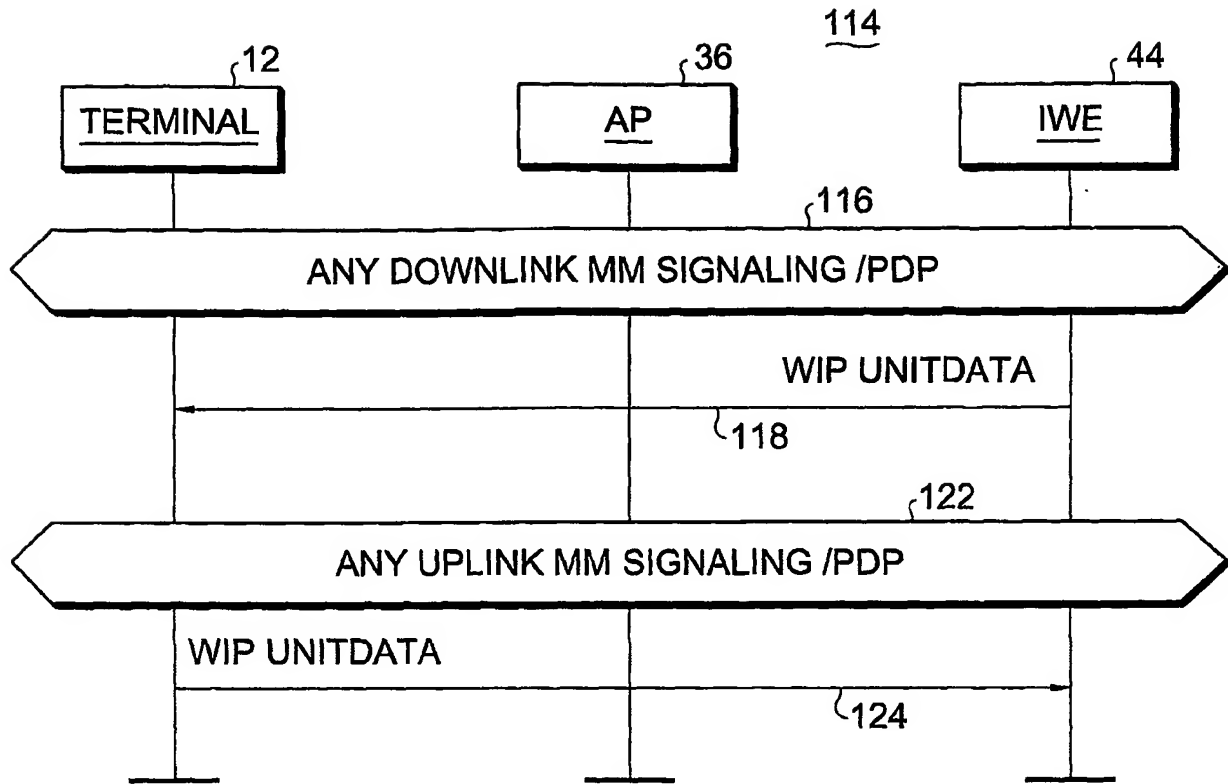 114
12
36
44
TERMINAL
AP
IWE
116
ANY DOWNLINK MM SIGNALING /PDP
WIP UNITDATA
118
122
ANY UPLINK MM SIGNALING /PDP
WIP UNITDATA
124